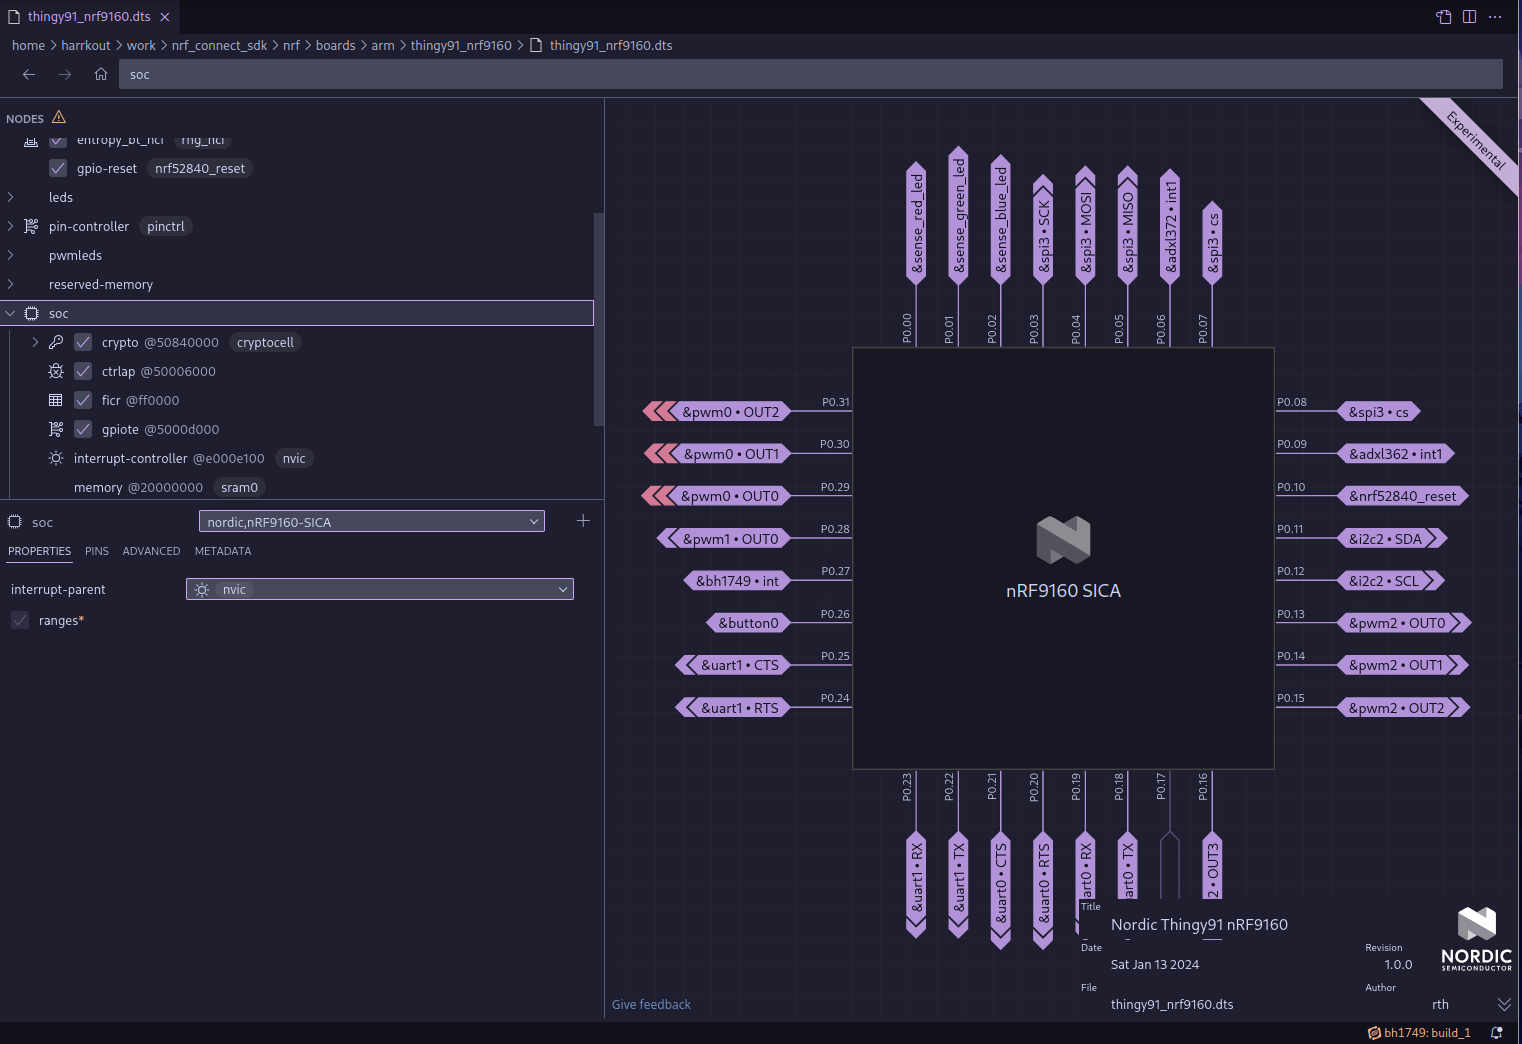 thingy91_nrf9160.dts
home > harrkout > work > nrf_connect_sdk > nrf > boards > arm > thingy91_nrf9160 > thingy91_nrf9160.dts
soc
NODES
entropy_bt_hci rng_hci
gpio-reset nrf52840_reset
leds
pin-controller pinctrl
pwmleds
reserved-memory
soc
crypto @50840000 cryptocell
ctrlap @50006000
ficr @ff0000
gpiote @5000d000
interrupt-controller @e000e100 nvic
memory @20000000 sram0
soc nordic,nRF9160-SICA
PROPERTIES PINS ADVANCED METADATA
interrupt-parent nvic
ranges*
Experimental
&sense_red_led
&sense_green_led
&sense_blue_led
&spi3 • SCK
&spi3 • MOSI
&spi3 • MISO
&adxl372 • int1
&spi3 • cs
P0.00
P0.01
P0.02
P0.03
P0.04
P0.05
P0.06
P0.07
&pwm0 • OUT2 P0.31
&pwm0 • OUT1 P0.30
&pwm0 • OUT0 P0.29
&pwm1 • OUT0 P0.28
&bh1749 • int P0.27
&button0 P0.26
&uart1 • CTS P0.25
&uart1 • RTS P0.24
nRF9160 SICA
P0.08 &spi3 • cs
P0.09 &adxl362 • int1
P0.10 &nrf52840_reset
P0.11 &i2c2 • SDA
P0.12 &i2c2 • SCL
P0.13 &pwm2 • OUT0
P0.14 &pwm2 • OUT1
P0.15 &pwm2 • OUT2
P0.23
P0.22
P0.21
P0.20
P0.19
P0.18
P0.17
P0.16
&uart1 • RX
&uart1 • TX
&uart0 • CTS
&uart0 • RTS
art0 • RX
art0 • TX
2 • OUT3
Title
Nordic Thingy91 nRF9160
Date
Sat Jan 13 2024
Revision
1.0.0
File
thingy91_nrf9160.dts
Author
rth
NORDIC
SEMICONDUCTOR
Give feedback
bh1749: build_1